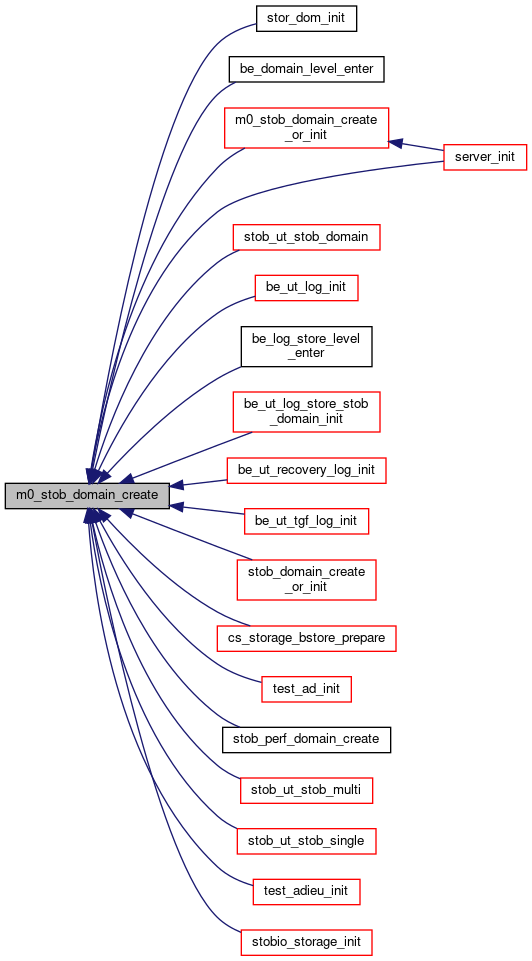 stor_dom_init
be_domain_level_enter
m0_stob_domain_create
_or_init
server_init
stob_ut_stob_domain
be_ut_log_init
be_log_store_level
_enter
be_ut_log_store_stob
_domain_init
be_ut_recovery_log_init
m0_stob_domain_create
be_ut_tgf_log_init
stob_domain_create
_or_init
cs_storage_bstore_prepare
test_ad_init
stob_perf_domain_create
stob_ut_stob_multi
stob_ut_stob_single
test_adieu_init
stobio_storage_init